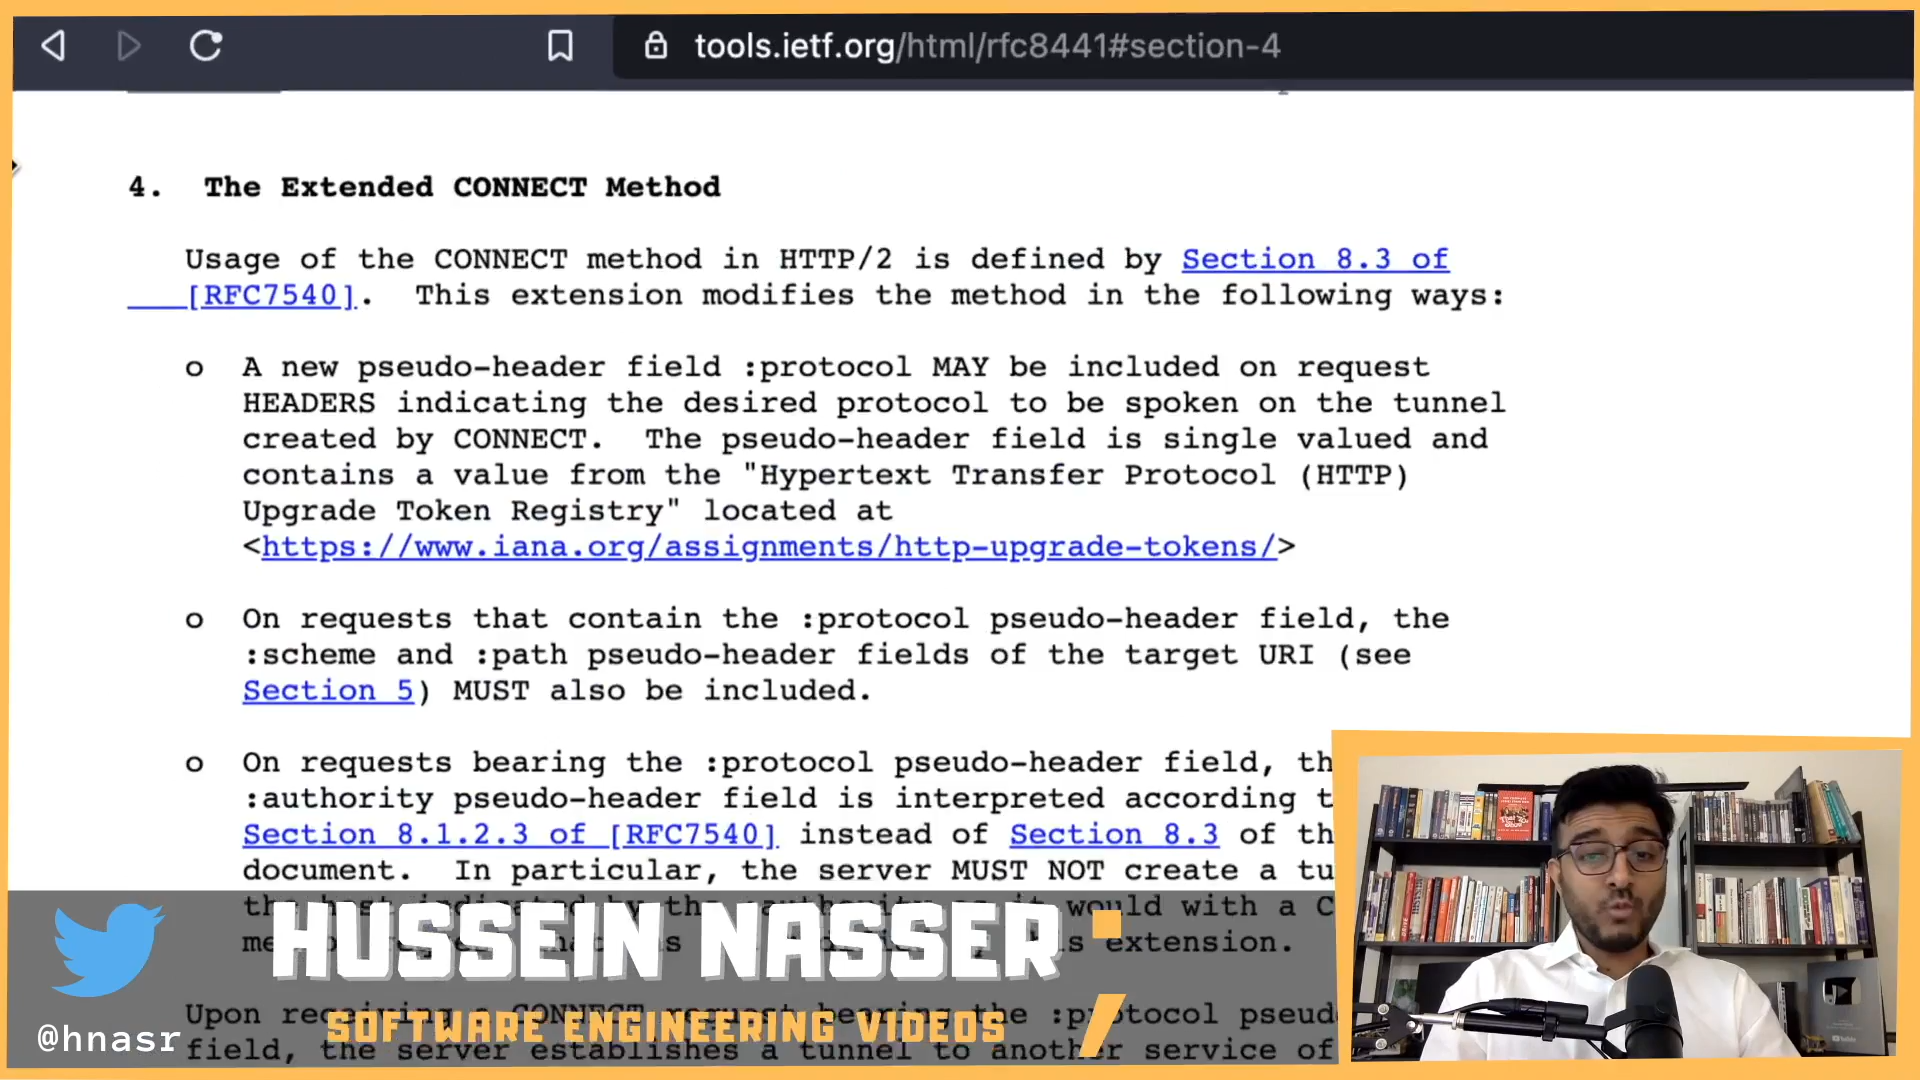 tools.ietf.org/html/rfc8441#section-4
4. The Extended CONNECT Method
Usage of the CONNECT method in HTTP/2 is defined by Section 8.3 of
[RFC7540]. This extension modifies the method in the following ways:
o A new pseudo-header field :protocol MAY be included on request
HEADERS indicating the desired protocol to be spoken on the tunnel
created by CONNECT. The pseudo-header field is single valued and
contains a value from the "Hypertext Transfer Protocol (HTTP)
Upgrade Token Registry" located at
<https://www.iana.org/assignments/http-upgrade-tokens/>
o On requests that contain the :protocol pseudo-header field, the
:scheme and :path pseudo-header fields of the target URI (see
Section 5) MUST also be included.
o On requests bearing the :protocol pseudo-header field, th
:authority pseudo-header field is interpreted according t
Section 8.1.2.3 of [RFC7540] instead of Section 8.3 of th
document. In particular, the server MUST NOT create a tu
would with a C
extension.
HUSSEIN NASSER;
Upon :protocol pseud
SOFTWARE ENGINEERING VIDEOS
@hnasr
field, the server establishes a tunnel to another service of